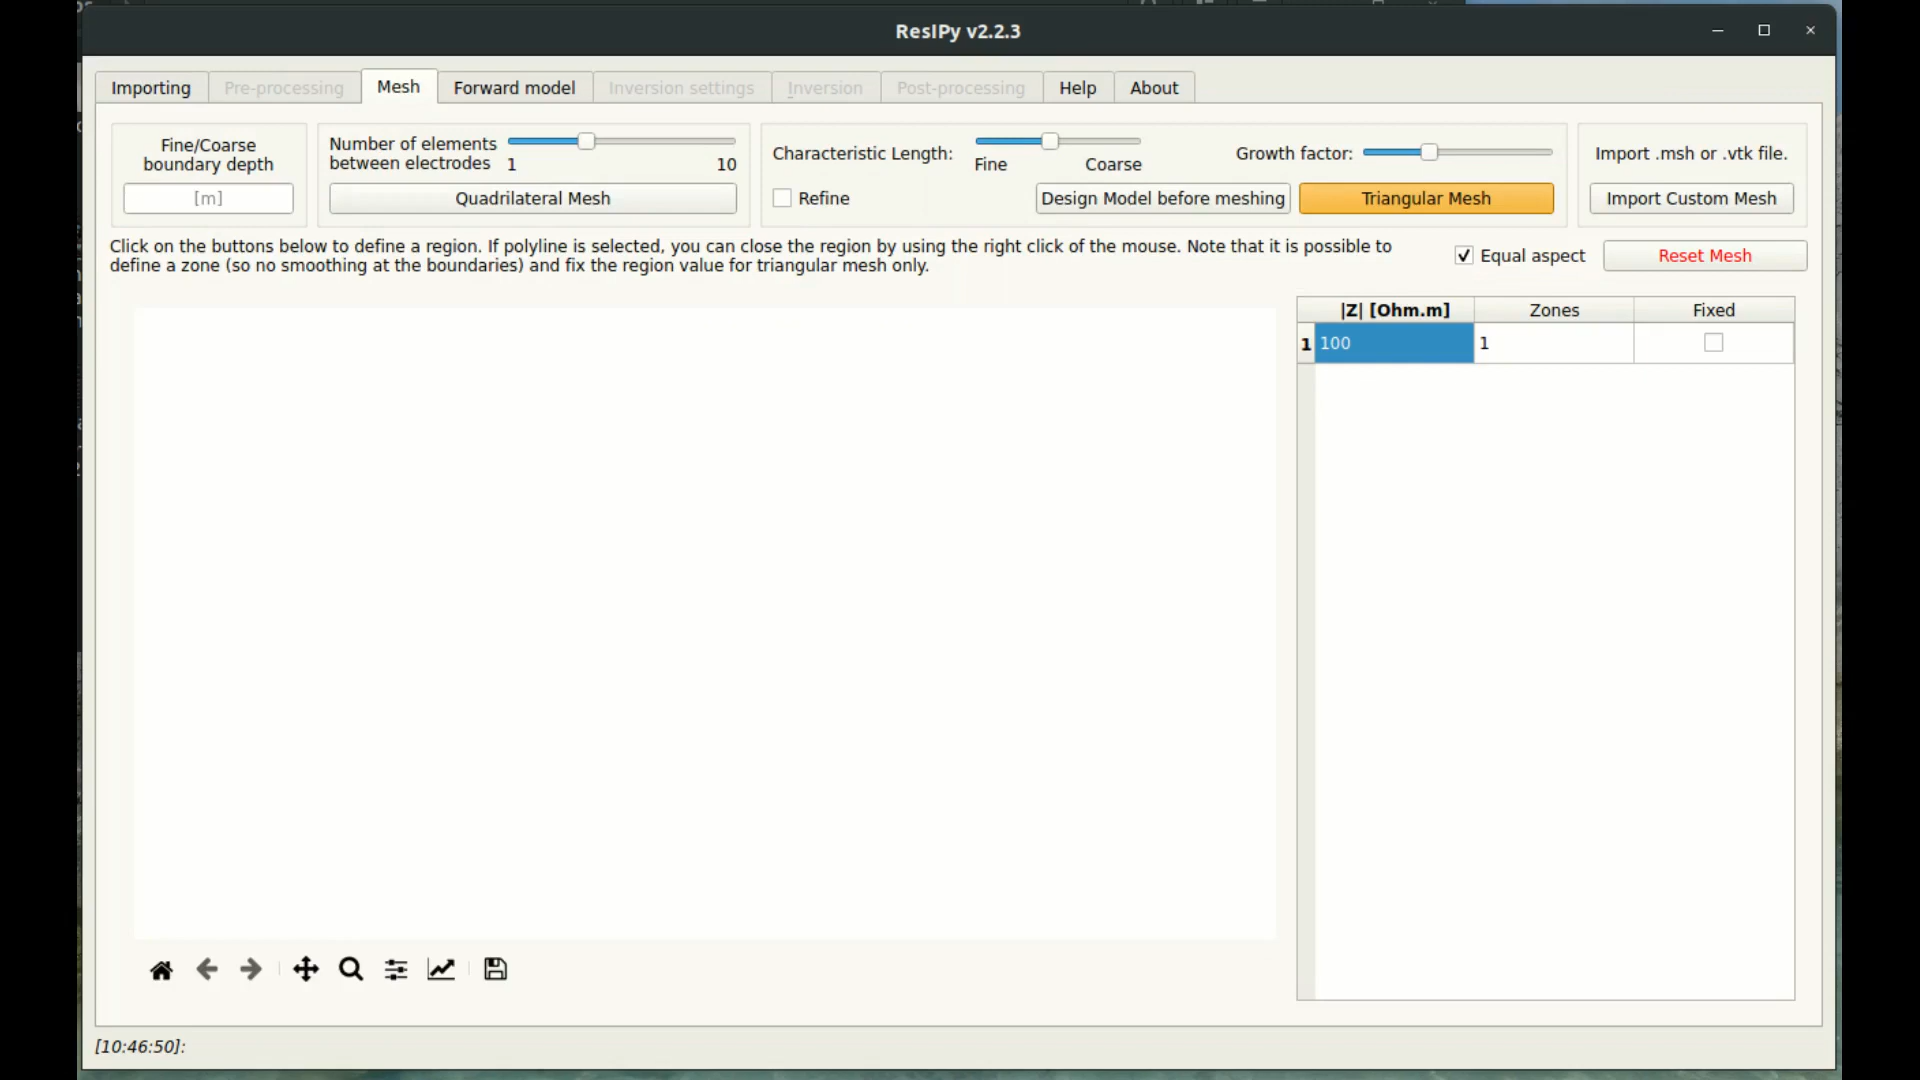 ResIPy v2.2.3
Importing Pre-processing Mesh Forward model Inversion settings Inversion Post-processing Help About
Fine/Coarse
boundary depth
[m]
Number of elements
between electrodes
1 10
Quadrilateral Mesh
Characteristic Length:
Fine Coarse
Growth factor:
Refine
Design Model before meshing
Triangular Mesh
Import .msh or .vtk file.
Import Custom Mesh
Click on the buttons below to define a region. If polyline is selected, you can close the region by using the right click of the mouse. Note that it is possible to
define a zone (so no smoothing at the boundaries) and fix the region value for triangular mesh only.
Equal aspect
Reset Mesh
|Z| [Ohm.m] Zones Fixed
1 100 1
[10:46:50]: